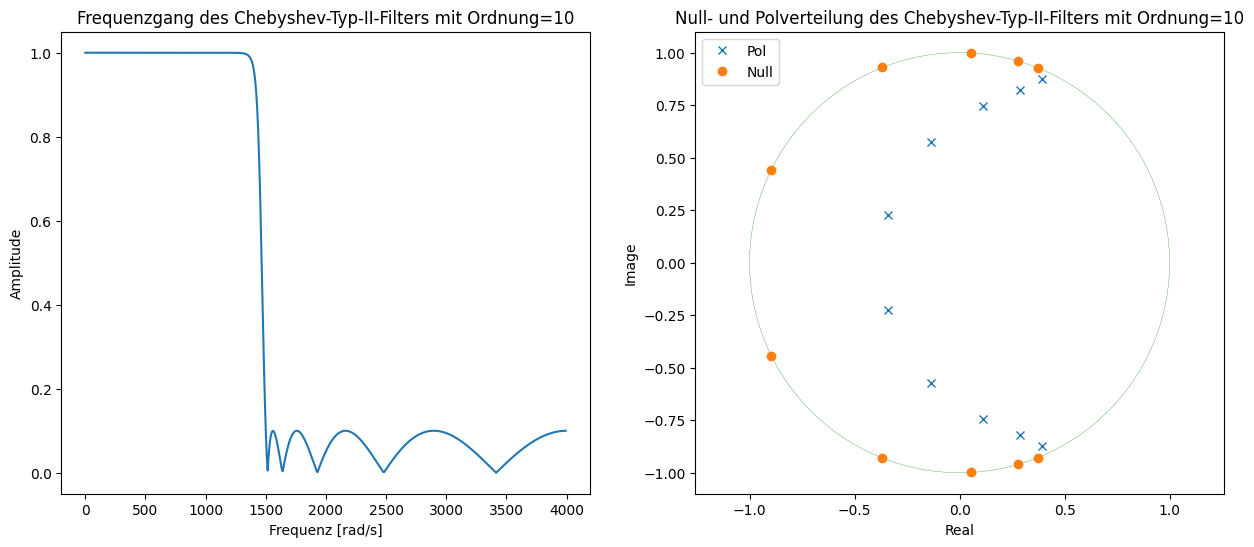 Frequenzgang des Chebyshev-Typ-II-Filters mit Ordnung=10
1.0
0.8
0.6
0.4
0.2
0.0
Amplitude
0 500 1000 1500 2000 2500 3000 3500 4000
Frequenz [rad/s]
Null- und Polverteilung des Chebyshev-Typ-II-Filters mit Ordnung=10
Pol
Null
1.00
0.75
0.50
0.25
0.00
−0.25
−0.50
−0.75
−1.00
Image
−1.0 −0.5 0.0 0.5 1.0
Real